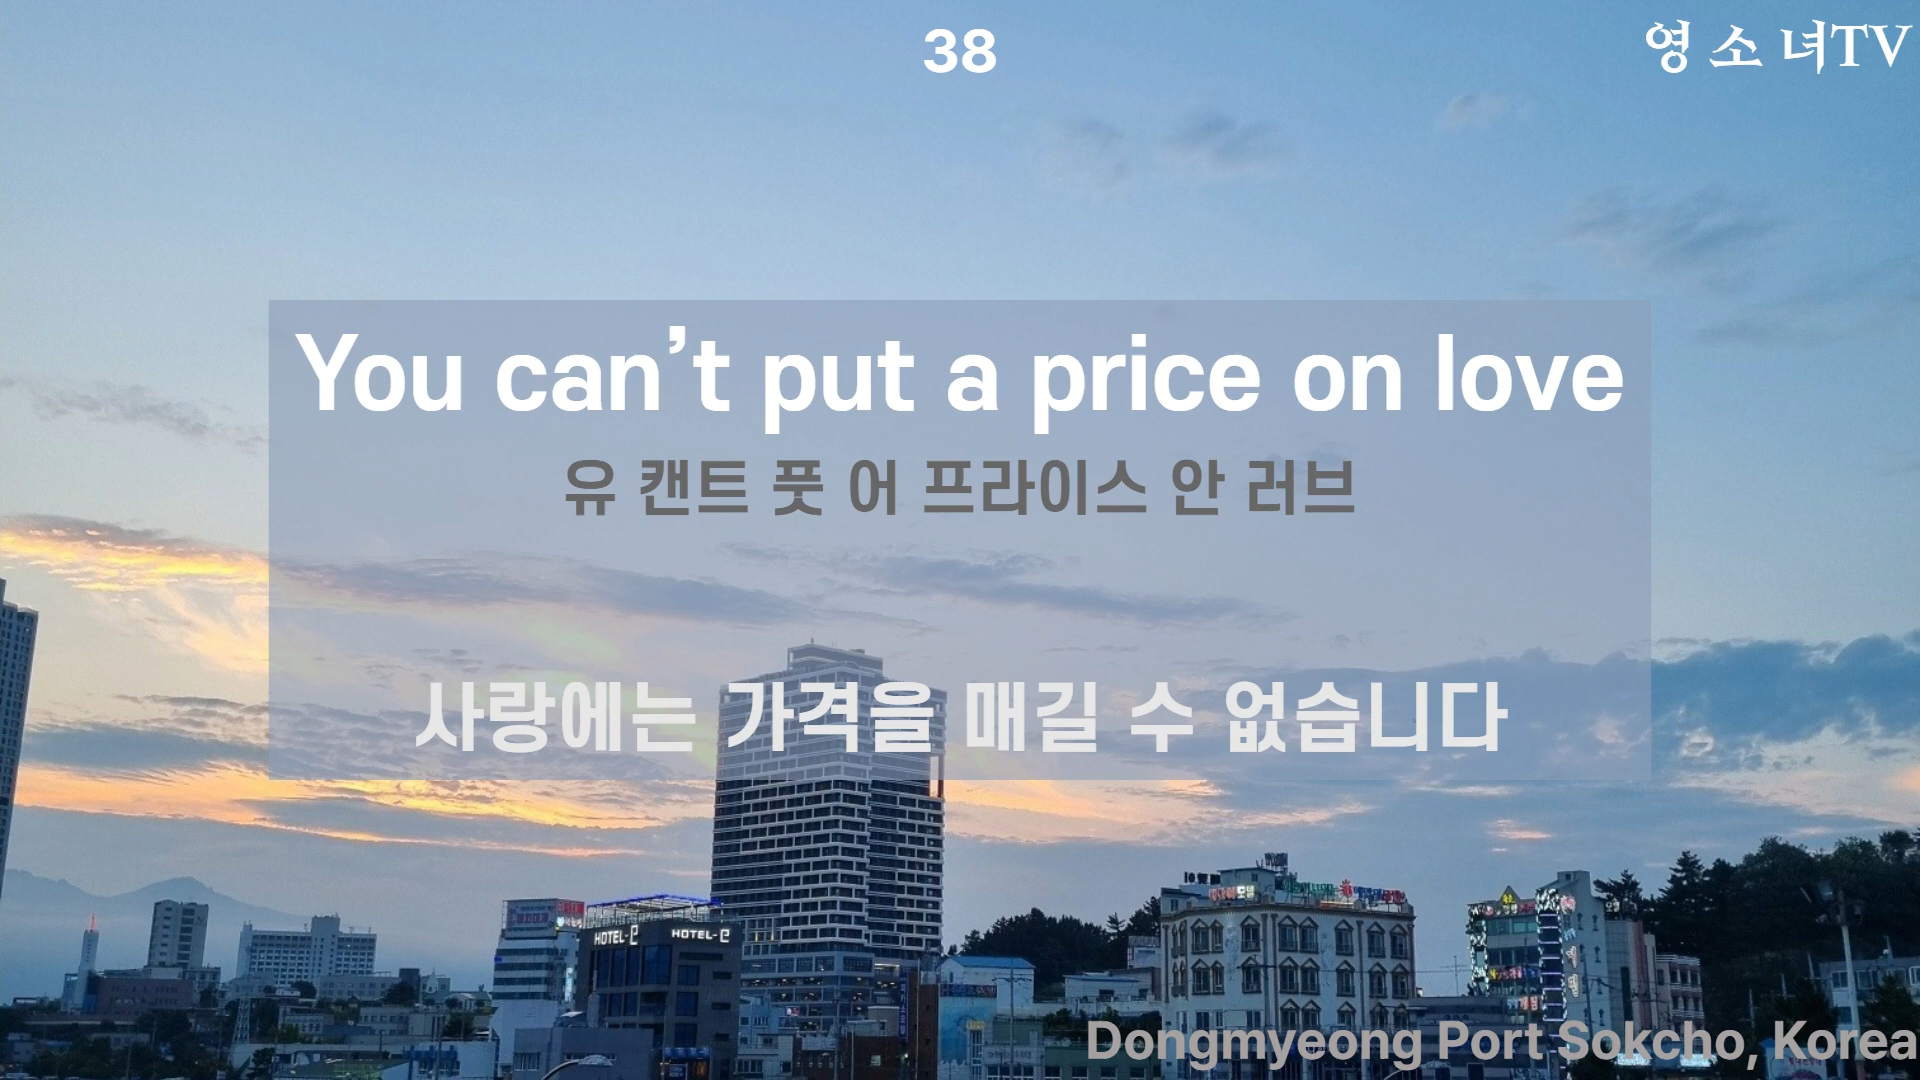 38
영소녀TV
You can't put a price on love
유 캔트 풋 어 프라이스 안 러브
사랑에는 가격을 매길 수 없습니다
HOTEL-e HOTEL-e
Dongmyeong Port Sokcho, Korea